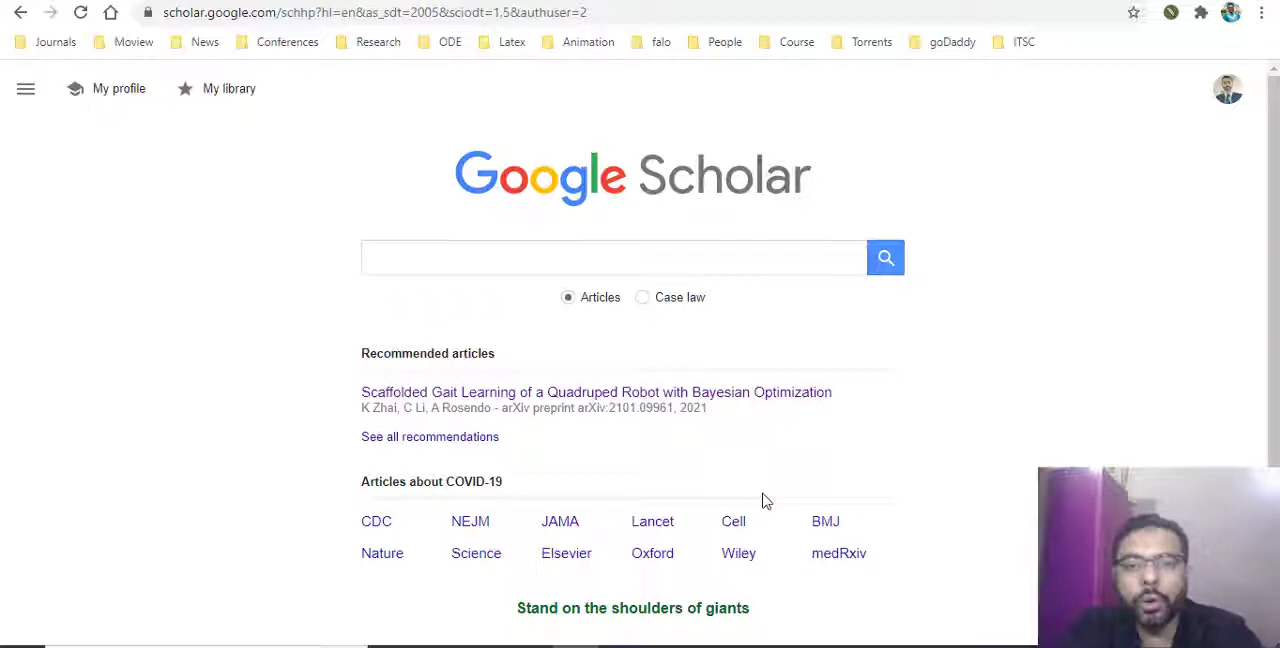 scholar.google.com/schhp?hl=en&as_sdt=2005&sciodt=1,5&authuser=2
Journals Moview News Conferences Research ODE Latex Animation falo People Course Torrents goDaddy ITSC
My profile My library
Google Scholar
Articles Case law
Recommended articles
Scaffolded Gait Learning of a Quadruped Robot with Bayesian Optimization
K Zhai, C Li, A Rosendo - arXiv preprint arXiv:2101.09961, 2021
See all recommendations
Articles about COVID-19
CDC NEJM JAMA Lancet Cell BMJ
Nature Science Elsevier Oxford Wiley medRxiv
Stand on the shoulders of giants